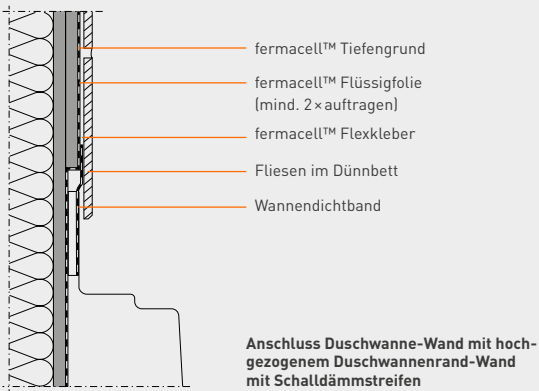 fermacell™ Tiefengrund
fermacell™ Flüssigfolie
(mind. 2×auftragen)
fermacell™ Flexkleber
Fliesen im Dünnbett
Wannendichtband
Anschluss Duschwanne-Wand mit hoch-
gezogenem Duschwannenrand-Wand
mit Schalldämmstreifen